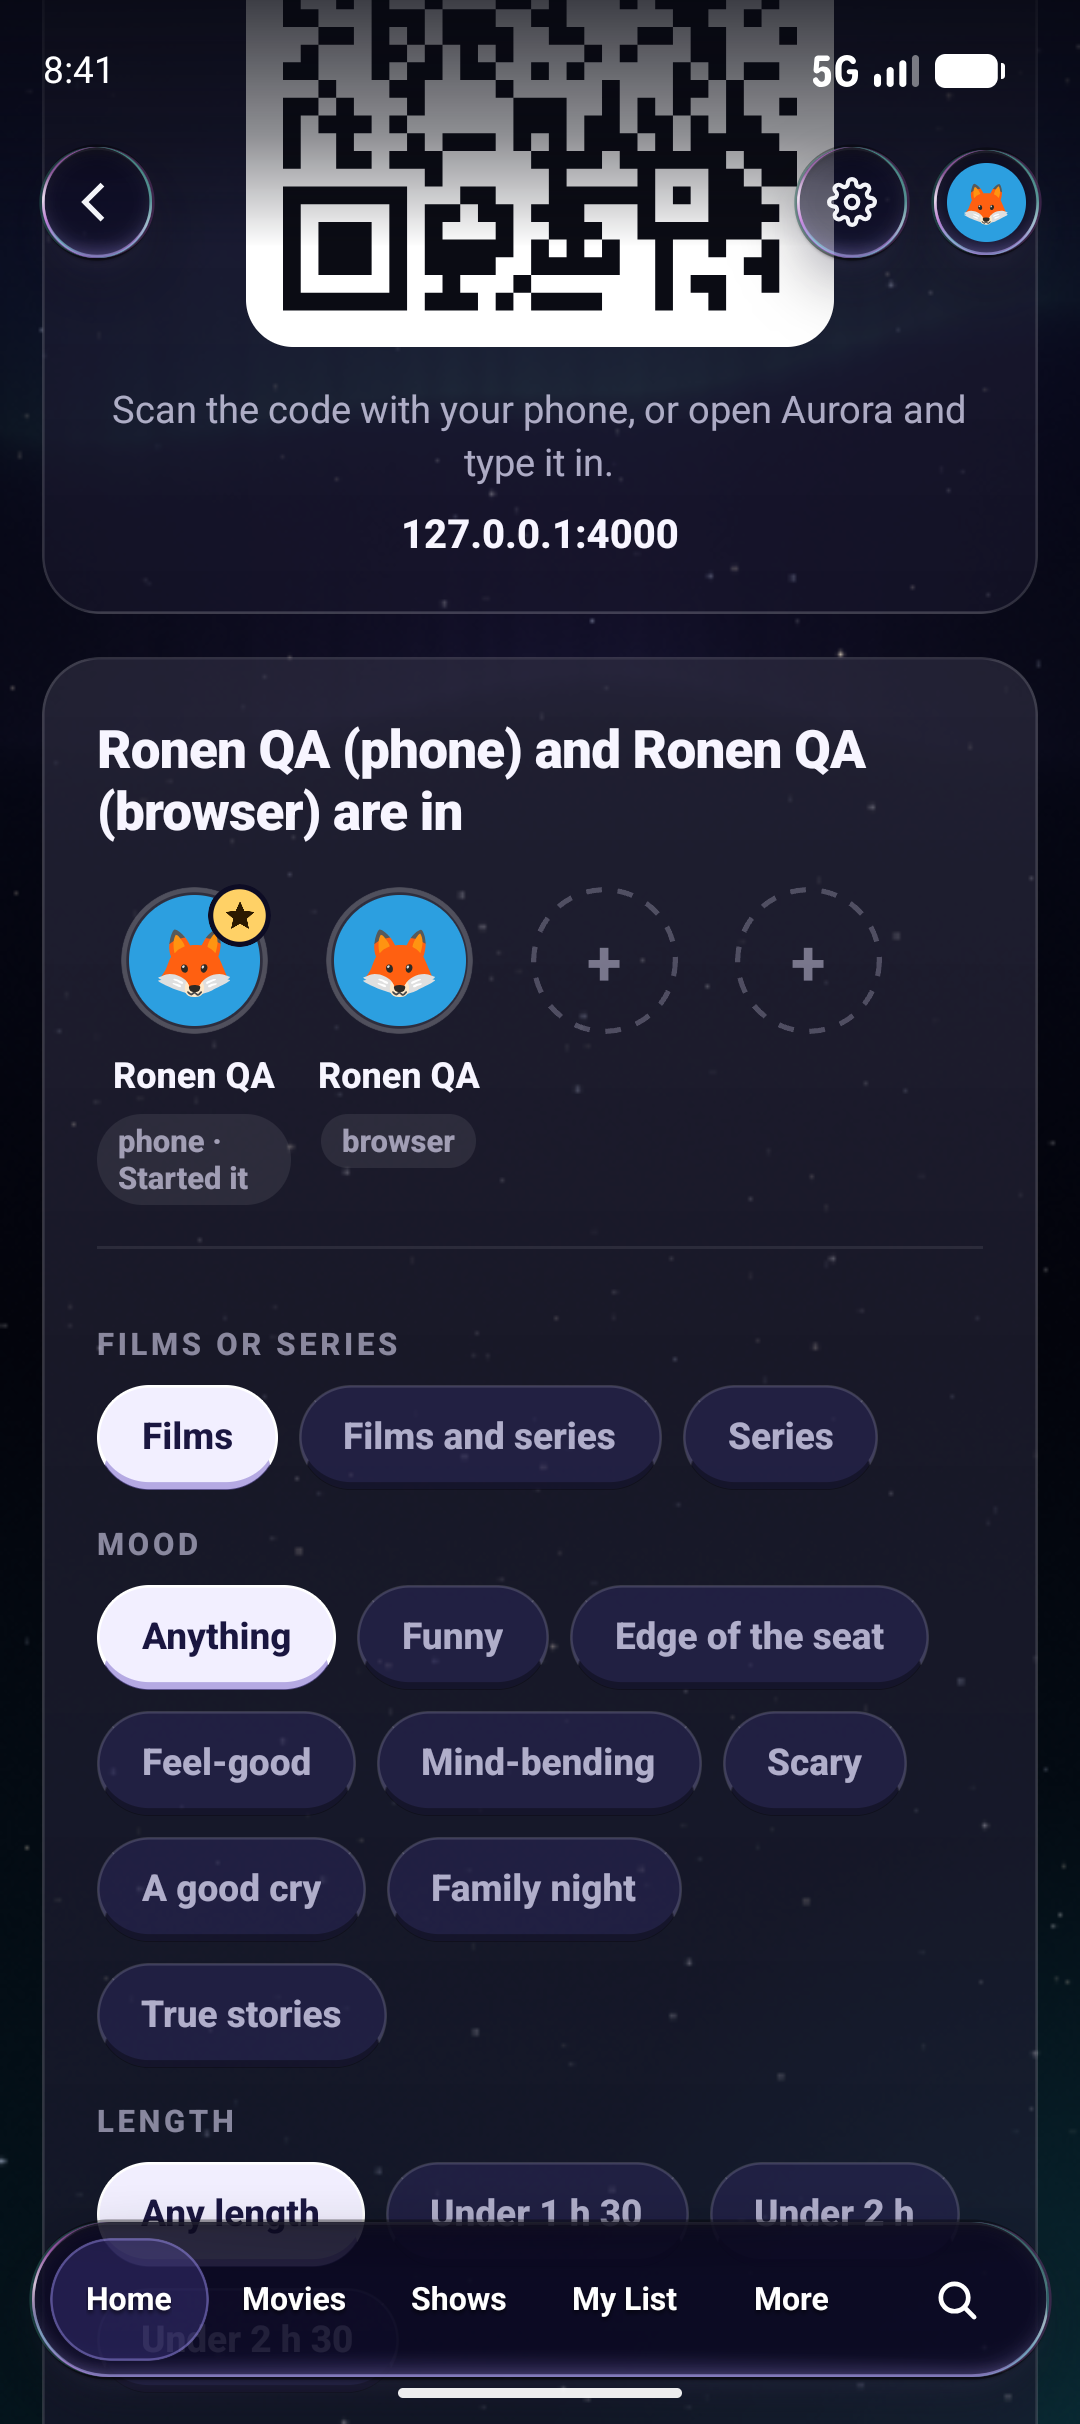 8:41
5G
Scan the code with your phone, or open Aurora and
type it in.
127.0.0.1:4000
Ronen QA (phone) and Ronen QA
(browser) are in
Ronen QA
Ronen QA
phone ·
Started it
browser
FILMS OR SERIES
Films
Films and series
Series
MOOD
Anything
Funny
Edge of the seat
Feel-good
Mind-bending
Scary
A good cry
Family night
True stories
LENGTH
Any length
Under 1 h 30
Under 2 h
Home
Movies
Shows
My List
More
Under 2 h 30